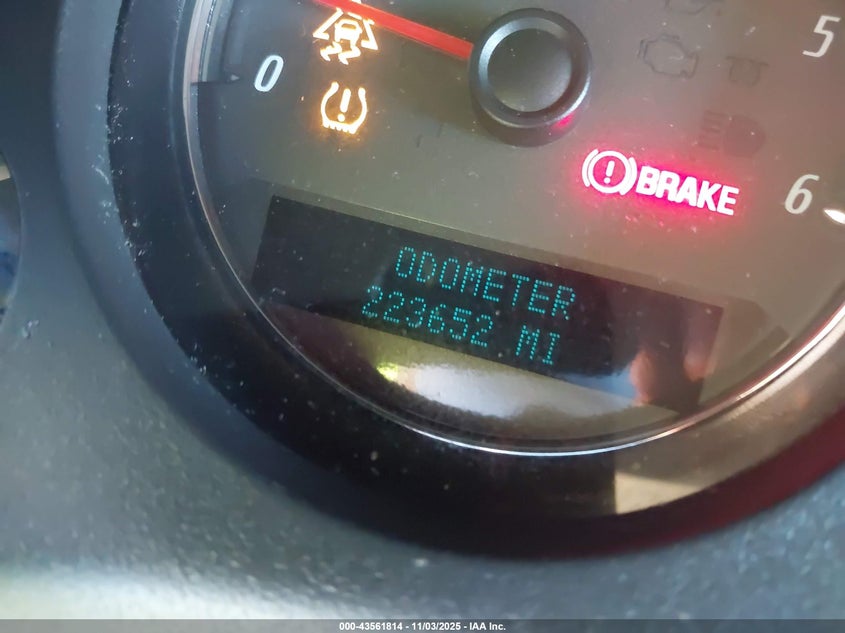 0
5
(!) BRAKE
6
ODOMETER
223652 MI
000-43561814 - 11/03/2025 - IAA Inc.